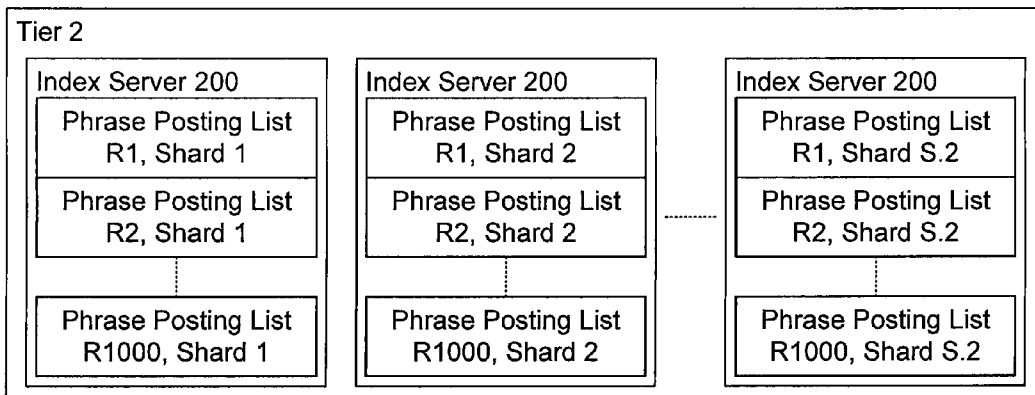 Tier 2
Index Server 200
Phrase Posting List
R1, Shard 1
Phrase Posting List
R2, Shard 1
Phrase Posting List
R1000, Shard 1
Index Server 200
Phrase Posting List
R1, Shard 2
Phrase Posting List
R2, Shard 2
Phrase Posting List
R1000, Shard 2
Index Server 200
Phrase Posting List
R1, Shard S.2
Phrase Posting List
R2, Shard S.2
Phrase Posting List
R1000, Shard S.2